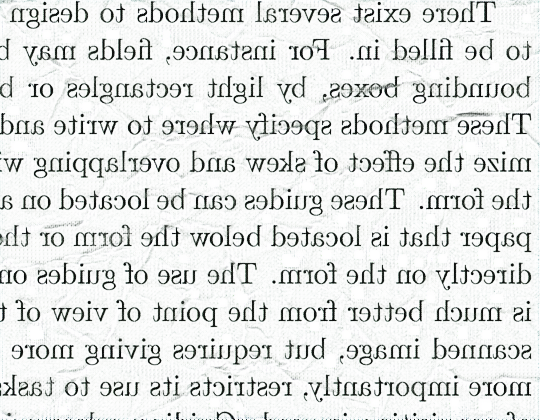 There exist several methods to design
to be filled in. For instance, fields may b
bounding boxes, by light rectangles or b
These methods specify where to write and
mize the effect of skew and overlapping wi
the form. These guides can be located on a
paper that is located below the form or the
directly on the form. The use of guides on
is much better from the point of view of t
scanned image, but requires giving more
more importantly, restricts its use to tasks